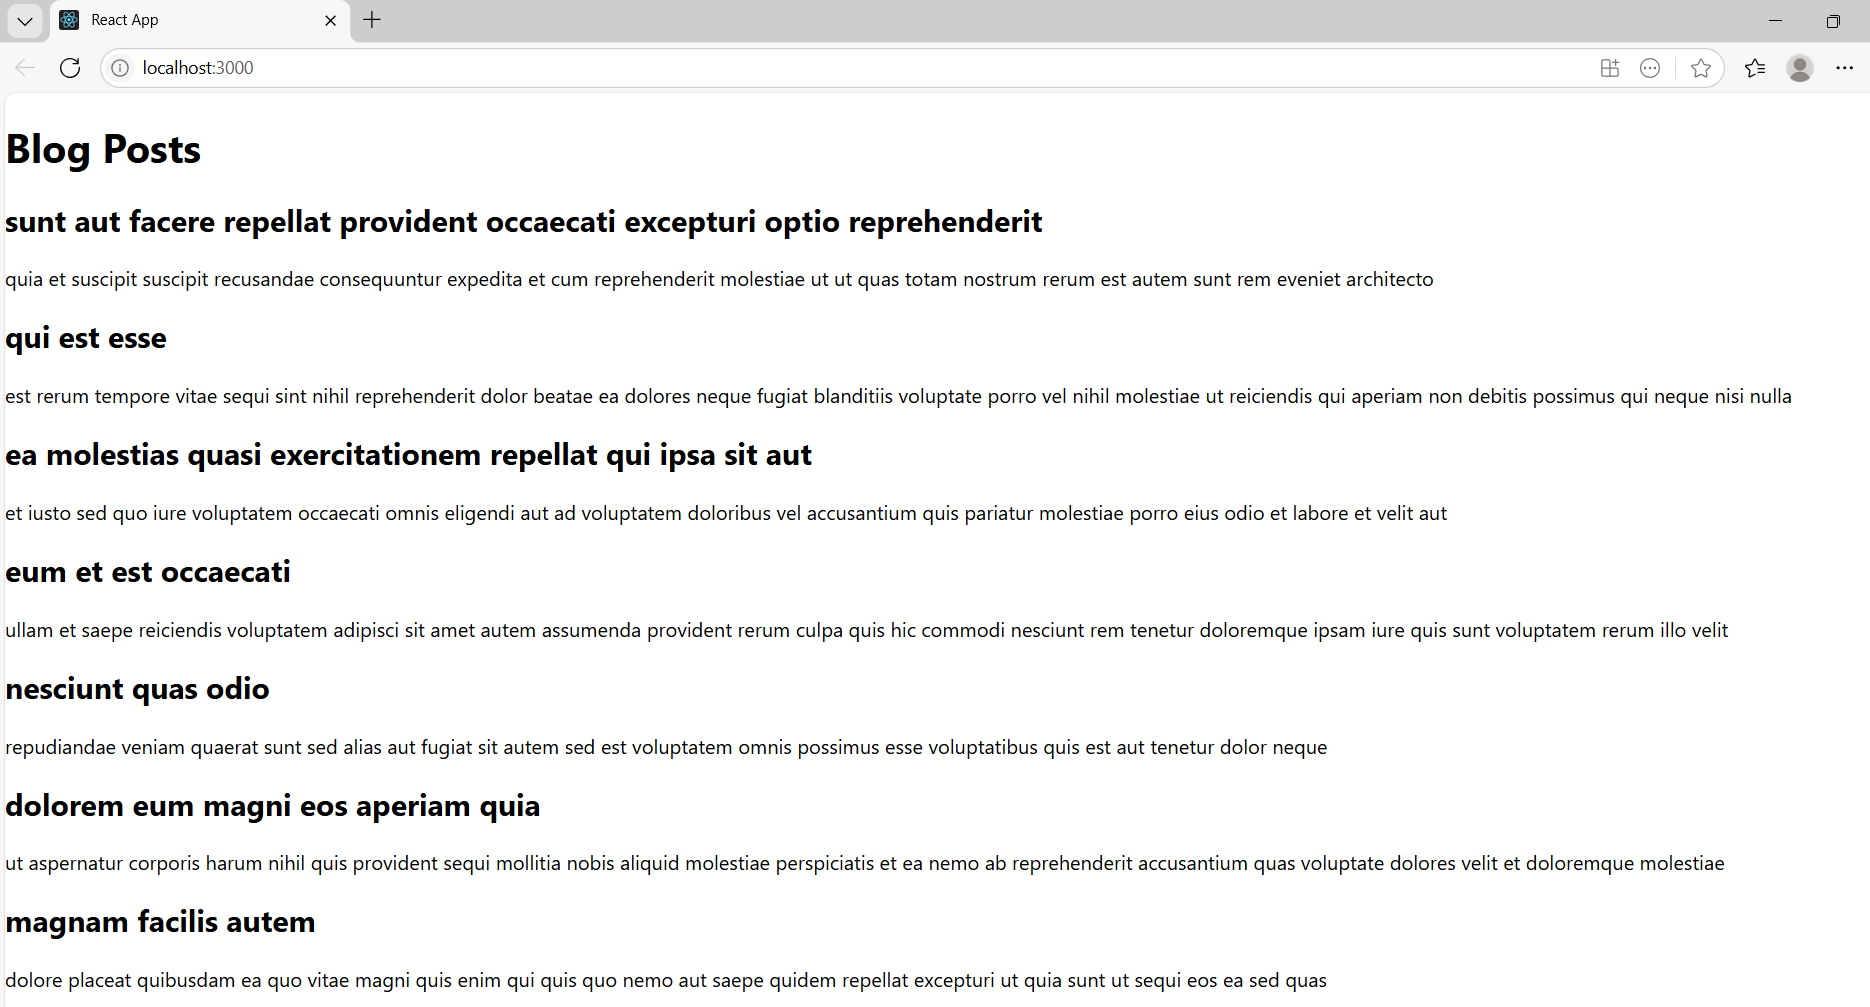 React App
localhost:3000
Blog Posts
sunt aut facere repellat provident occaecati excepturi optio reprehenderit
quia et suscipit suscipit recusandae consequuntur expedita et cum reprehenderit molestiae ut ut quas totam nostrum rerum est autem sunt rem eveniet architecto
qui est esse
est rerum tempore vitae sequi sint nihil reprehenderit dolor beatae ea dolores neque fugiat blanditiis voluptate porro vel nihil molestiae ut reiciendis qui aperiam non debitis possimus qui neque nisi nulla
ea molestias quasi exercitationem repellat qui ipsa sit aut
et iusto sed quo iure voluptatem occaecati omnis eligendi aut ad voluptatem doloribus vel accusantium quis pariatur molestiae porro eius odio et labore et velit aut
eum et est occaecati
ullam et saepe reiciendis voluptatem adipisci sit amet autem assumenda provident rerum culpa quis hic commodi nesciunt rem tenetur doloremque ipsam iure quis sunt voluptatem rerum illo velit
nesciunt quas odio
repudiandae veniam quaerat sunt sed alias aut fugiat sit autem sed est voluptatem omnis possimus esse voluptatibus quis est aut tenetur dolor neque
dolorem eum magni eos aperiam quia
ut aspernatur corporis harum nihil quis provident sequi mollitia nobis aliquid molestiae perspiciatis et ea nemo ab reprehenderit accusantium quas voluptate dolores velit et doloremque molestiae
magnam facilis autem
dolore placeat quibusdam ea quo vitae magni quis enim qui quis quo nemo aut saepe quidem repellat excepturi ut quia sunt ut sequi eos ea sed quas